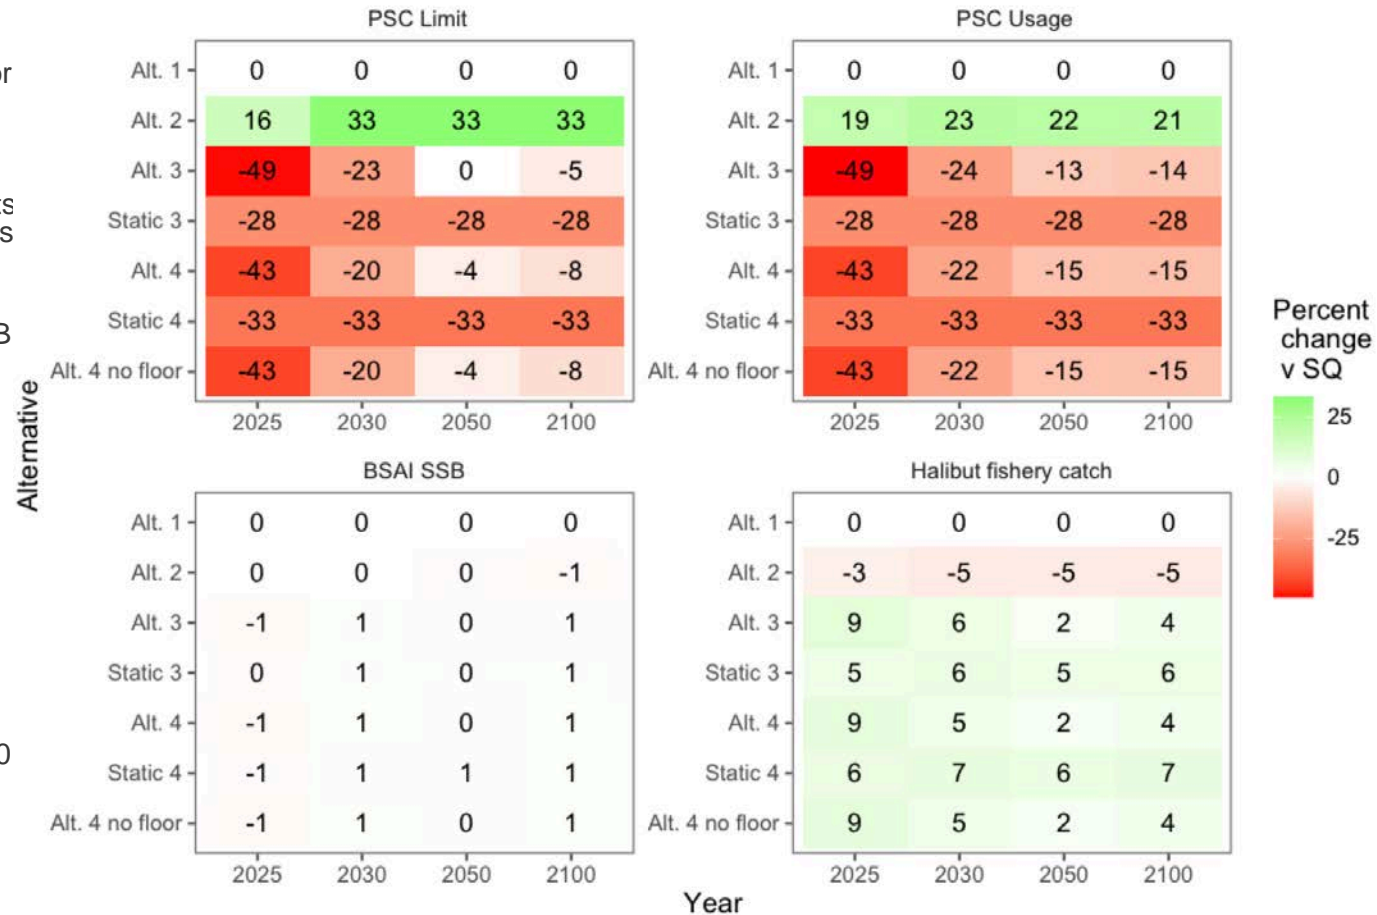 PSC Limit
Alt. 1 0 0 0 0
Alt. 2 16 33 33 33
Alt. 3 -49 -23 0 -5
Static 3 -28 -28 -28 -28
Alt. 4 -43 -20 -4 -8
Static 4 -33 -33 -33 -33
Alt. 4 no floor -43 -20 -4 -8
2025 2030 2050 2100
PSC Usage
Alt. 1 0 0 0 0
Alt. 2 19 23 22 21
Alt. 3 -49 -24 -13 -14
Static 3 -28 -28 -28 -28
Alt. 4 -43 -22 -15 -15
Static 4 -33 -33 -33 -33
Alt. 4 no floor -43 -22 -15 -15
2025 2030 2050 2100
BSAI SSB
Alt. 1 0 0 0 0
Alt. 2 0 0 0 -1
Alt. 3 -1 1 0 1
Static 3 0 1 0 1
Alt. 4 -1 1 0 1
Static 4 -1 1 1 1
Alt. 4 no floor -1 1 0 1
2025 2030 2050 2100
Halibut fishery catch
Alt. 1 0 0 0 0
Alt. 2 -3 -5 -5 -5
Alt. 3 9 6 2 4
Static 3 5 6 5 6
Alt. 4 9 5 2 4
Static 4 6 7 6 7
Alt. 4 no floor 9 5 2 4
2025 2030 2050 2100
Alternative
Year
Percent
change
v SQ
25
0
-25